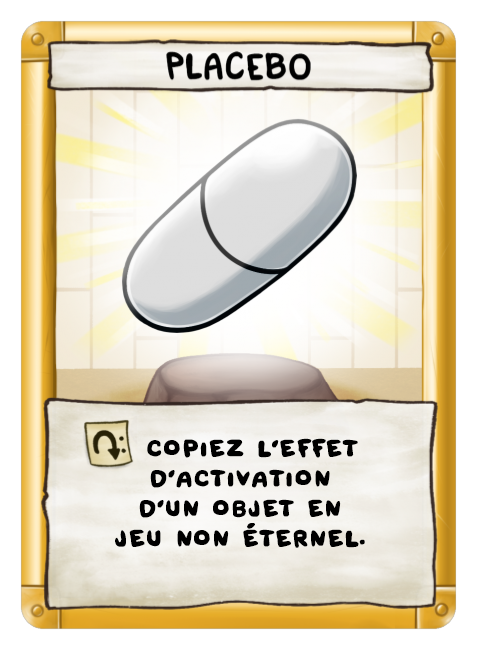 PLACEBO
: COPIEZ L'EFFET
D'ACTIVATION
D'UN OBJET EN
JEU NON ÉTERNEL.